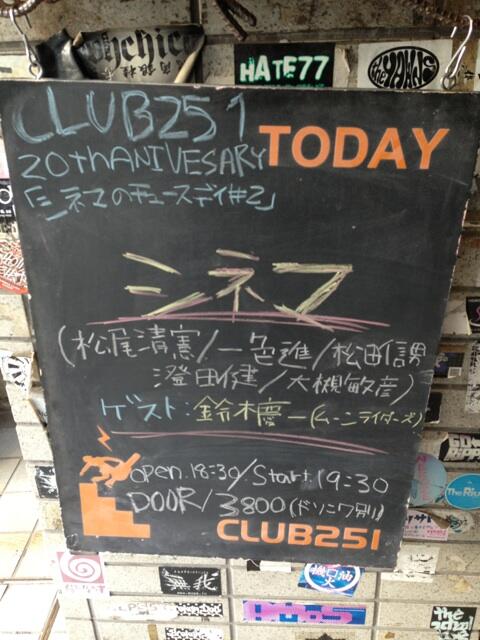 HATE77
CLUB251
TODAY
20thANIVESARY
「シネマのチューズデイ#2」
シネマ
(松尾清憲/一色進/松田信男
澄田健/大槻敏彦)
ゲスト:鈴木慶一(ムーンライダーズ)
open.18:30/Start.19:30
DOOR/3800(ドリンク別)
CLUB251